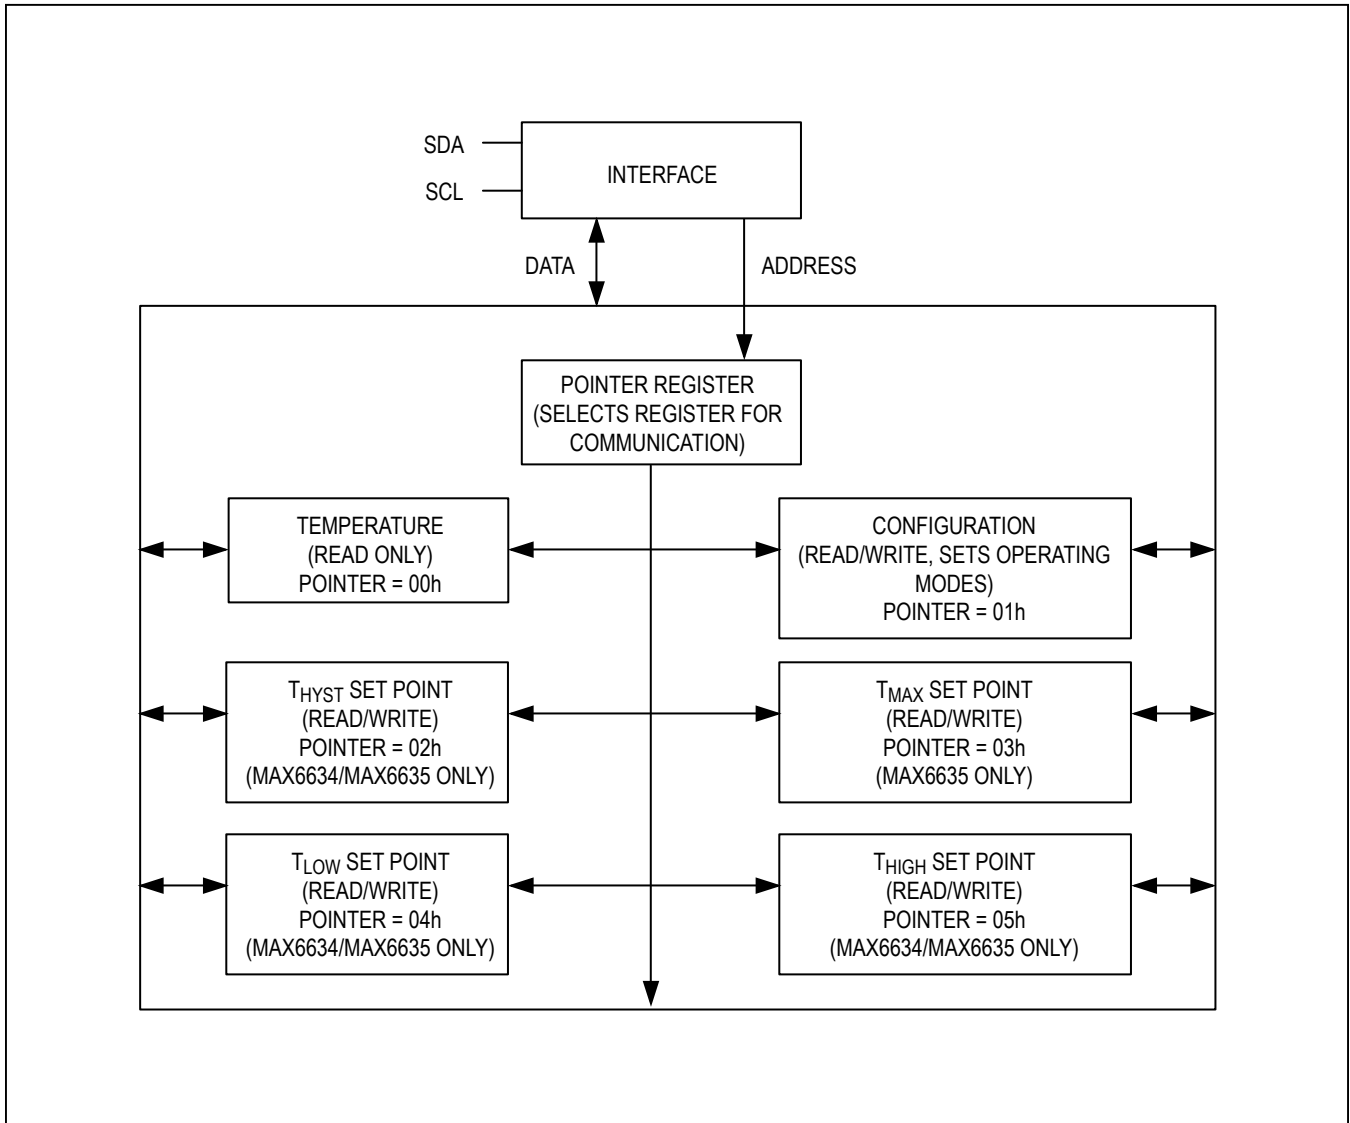 SDA
SCL
INTERFACE
DATA
ADDRESS
POINTER REGISTER
(SELECTS REGISTER FOR
COMMUNICATION)
TEMPERATURE
(READ ONLY)
POINTER = 00h
CONFIGURATION
(READ/WRITE, SETS OPERATING
MODES)
POINTER = 01h
THYST SET POINT
(READ/WRITE)
POINTER = 02h
(MAX6634/MAX6635 ONLY)
TMAX SET POINT
(READ/WRITE)
POINTER = 03h
(MAX6635 ONLY)
TLOW SET POINT
(READ/WRITE)
POINTER = 04h
(MAX6634/MAX6635 ONLY)
THIGH SET POINT
(READ/WRITE)
POINTER = 05h
(MAX6634/MAX6635 ONLY)